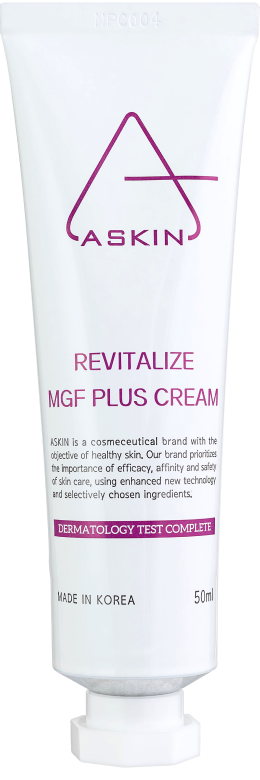 NPC004
ASKIN
REVITALIZE
MGF PLUS CREAM
ASKIN is a cosmeceutical brand with the
objective of healthy skin. Our brand prioritizes
the importance of efficacy, affinity and safety
of skin care, using enhanced new technology
and selectively chosen ingredients.
DERMATOLOGY TEST COMPLETE
MADE IN KOREA 50ml